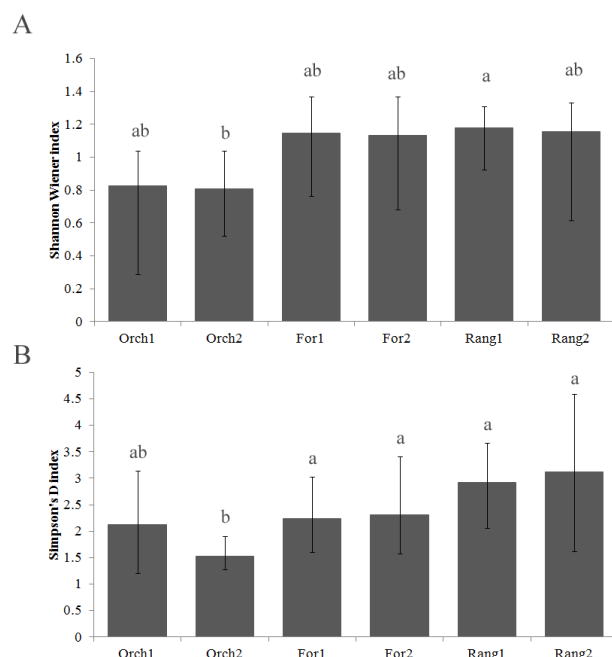 A
Shannon Wiener index
1.6
1.4
1.2
1
0.8
0.6
0.4
0.2
0
ab
b
ab
ab
a
ab
Orch1 Orch2 For1 For2 Rang1 Rang2
B
Simpson's D index
5
4.5
4
3.5
3
2.5
2
1.5
1
0.5
0
ab
b
a
a
a
a
Orch1 Orch2 For1 For2 Rang1 Rang2